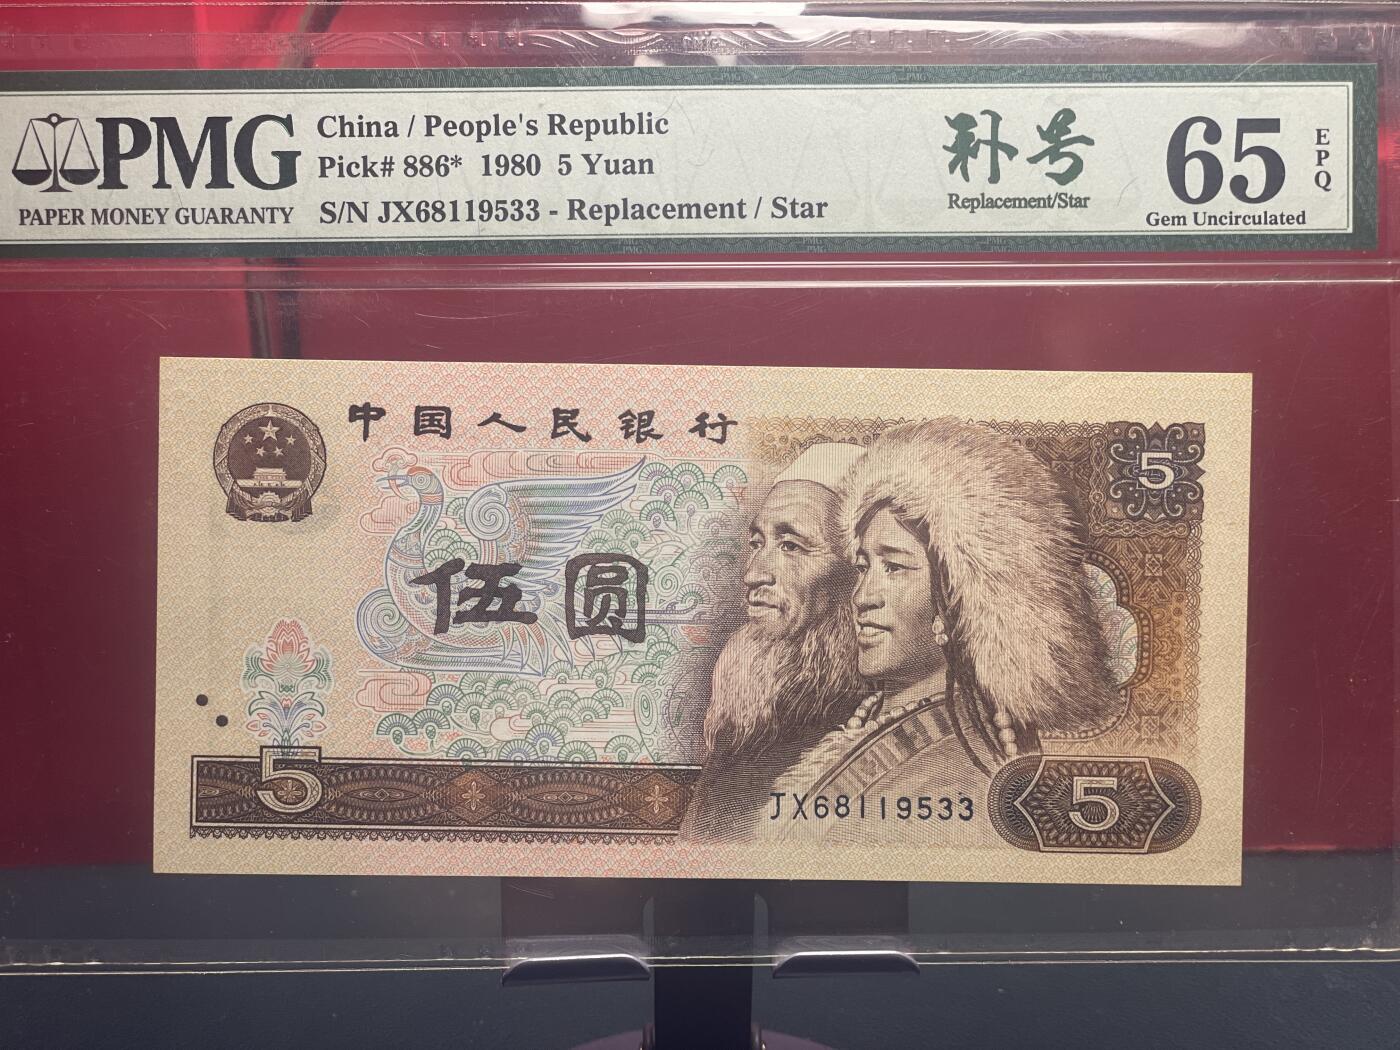 PMG
PAPER MONEY GUARANTY
China / People's Republic
Pick# 886* 1980 5 Yuan
S/N JX68119533 - Replacement / Star
补号
Replacement/Star
65
EPQ
Gem Uncirculated
中国人民银行
5
伍圆
5
JX68119533
5